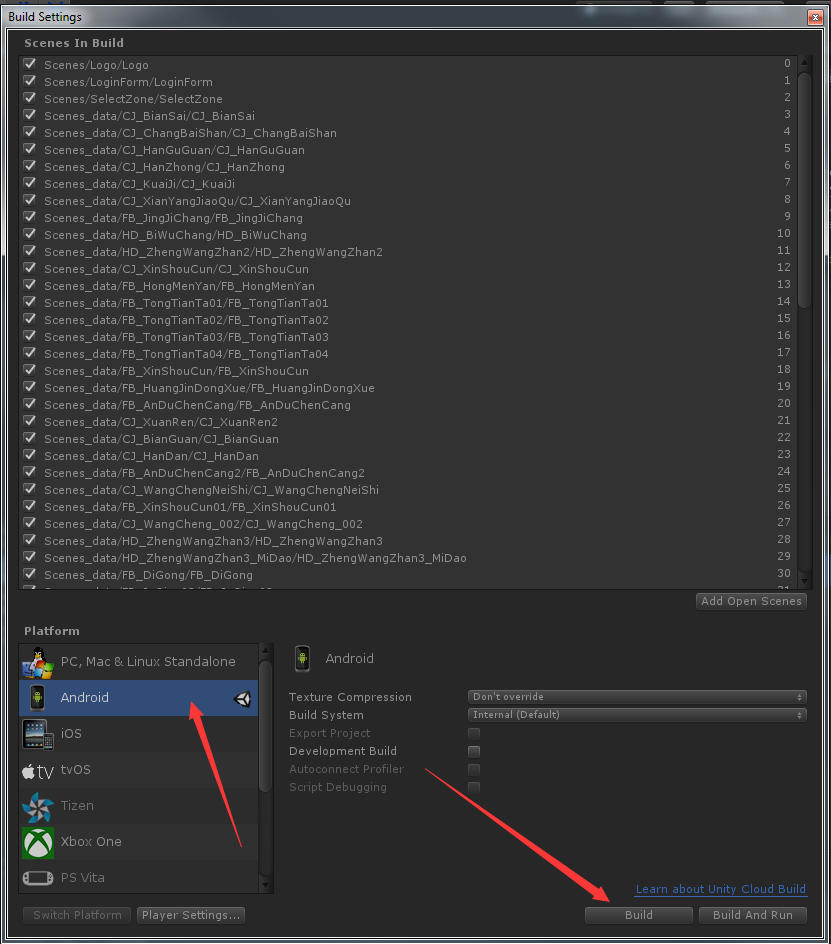 Build Settings
Scenes In Build
Scenes/Logo/Logo 0
Scenes/LoginForm/LoginForm 1
Scenes/SelectZone/SelectZone 2
Scenes_data/CJ_BianSai/CJ_BianSai 3
Scenes_data/CJ_ChangBaiShan/CJ_ChangBaiShan 4
Scenes_data/CJ_HanGuGuan/CJ_HanGuGuan 5
Scenes_data/CJ_HanZhong/CJ_HanZhong 6
Scenes_data/CJ_KuaiJi/CJ_KuaiJi 7
Scenes_data/CJ_XianYangJiaoQu/CJ_XianYangJiaoQu 8
Scenes_data/FB_JingJiChang/FB_JingJiChang 9
Scenes_data/HD_BiWuChang/HD_BiWuChang 10
Scenes_data/HD_ZhengWangZhan2/HD_ZhengWangZhan2 11
Scenes_data/CJ_XinShouCun/CJ_XinShouCun 12
Scenes_data/FB_HongMenYan/FB_HongMenYan 13
Scenes_data/FB_TongTianTa01/FB_TongTianTa01 14
Scenes_data/FB_TongTianTa02/FB_TongTianTa02 15
Scenes_data/FB_TongTianTa03/FB_TongTianTa03 16
Scenes_data/FB_TongTianTa04/FB_TongTianTa04 17
Scenes_data/FB_XinShouCun/FB_XinShouCun 18
Scenes_data/FB_HuangJinDongXue/FB_HuangJinDongXue 19
Scenes_data/FB_AnDuChenCang/FB_AnDuChenCang 20
Scenes_data/CJ_XuanRen/CJ_XuanRen2 21
Scenes_data/CJ_BianGuan/CJ_BianGuan 22
Scenes_data/CJ_HanDan/CJ_HanDan 23
Scenes_data/FB_AnDuChenCang2/FB_AnDuChenCang2 24
Scenes_data/CJ_WangChengNeiShi/CJ_WangChengNeiShi 25
Scenes_data/FB_XinShouCun01/FB_XinShouCun01 26
Scenes_data/CJ_WangCheng_002/CJ_WangCheng_002 27
Scenes_data/HD_ZhengWangZhan3/HD_ZhengWangZhan3 28
Scenes_data/HD_ZhengWangZhan3_MiDao/HD_ZhengWangZhan3_MiDao 29
Scenes_data/FB_DiGong/FB_DiGong 30
Add Open Scenes
Platform
PC, Mac & Linux Standalone
Android
iOS
tv tvOS
Tizen
Xbox One
PS Vita
Android
Texture Compression Don't override
Build System Internal (Default)
Export Project
Development Build
Autoconnect Profiler
Script Debugging
Learn about Unity Cloud Build
Switch Platform Player Settings... Build Build And Run